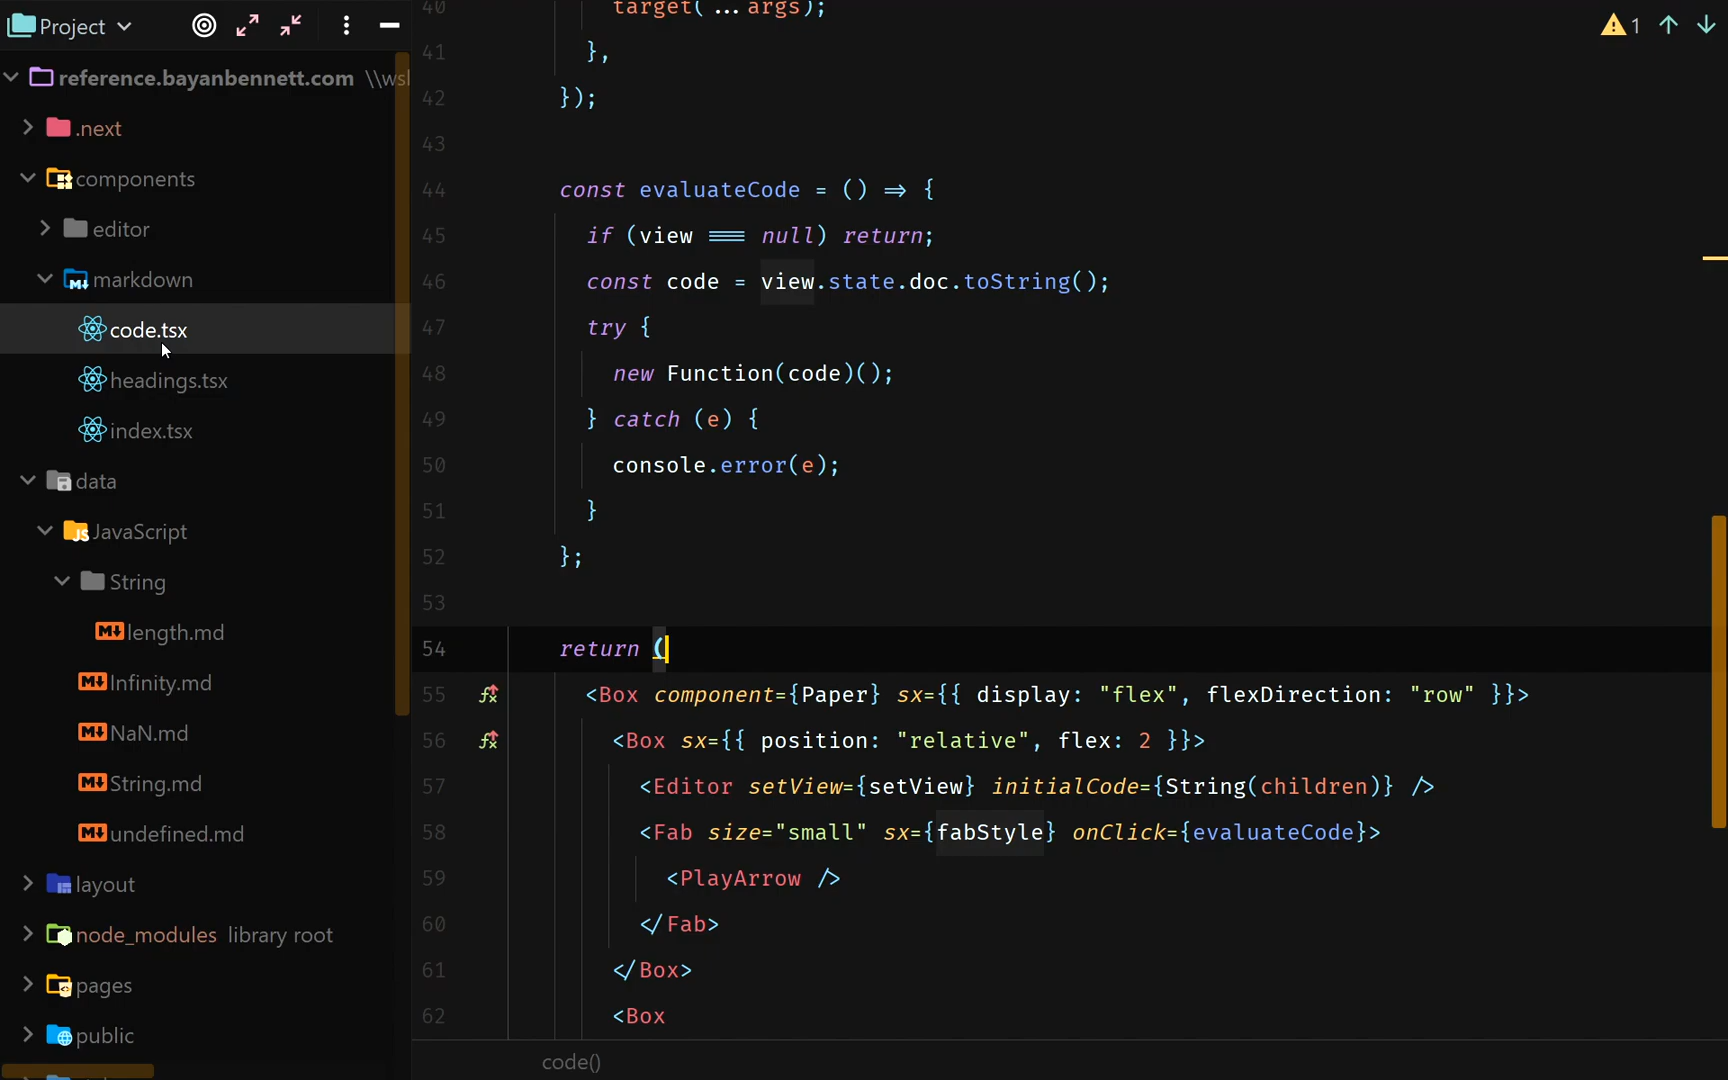 Project
reference.bayanbennett.com \\wsl
.next
components
editor
markdown
code.tsx
headings.tsx
index.tsx
data
JavaScript
String
length.md
Infinity.md
NaN.md
String.md
undefined.md
layout
node_modules library root
pages
public
1
40 target( ...args);
41 },
42 });
43
44 const evaluateCode = () => {
45 if (view === null) return;
46 const code = view.state.doc.toString();
47 try {
48 new Function(code)();
49 } catch (e) {
50 console.error(e);
51 }
52 };
53
54 return (
55 <Box component={Paper} sx={{ display: "flex", flexDirection: "row" }}>
56 <Box sx={{ position: "relative", flex: 2 }}>
57 <Editor setView={setView} initialCode={String(children)} />
58 <Fab size="small" sx={fabStyle} onClick={evaluateCode}>
59 <PlayArrow />
60 </Fab>
61 </Box>
62 <Box
code()